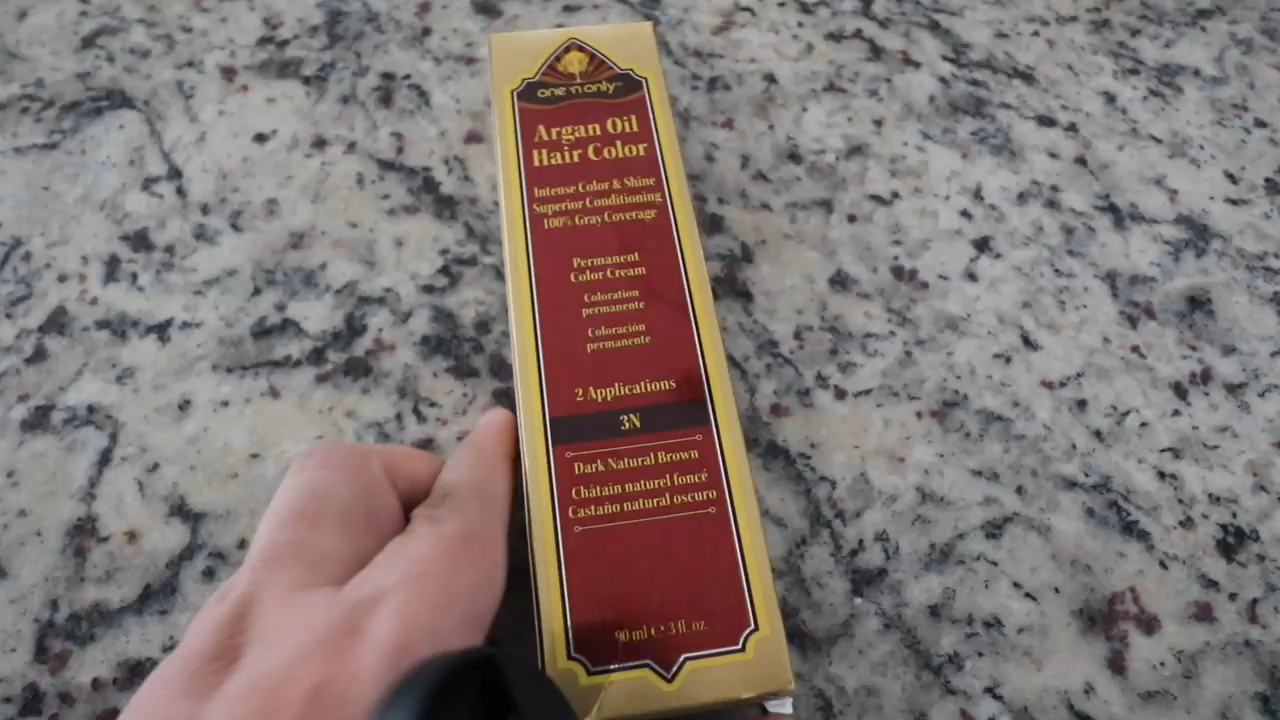 one 'n only™
Argan Oil
Hair Color
Intense Color & Shine
Superior Conditioning
100% Gray Coverage
Permanent
Color Cream
Coloration
permanente
Coloración
permanente
2 Applications
3N
Dark Natural Brown
Châtain naturel foncé
Castaño natural oscuro
90 ml ℮ 3 fl. oz.